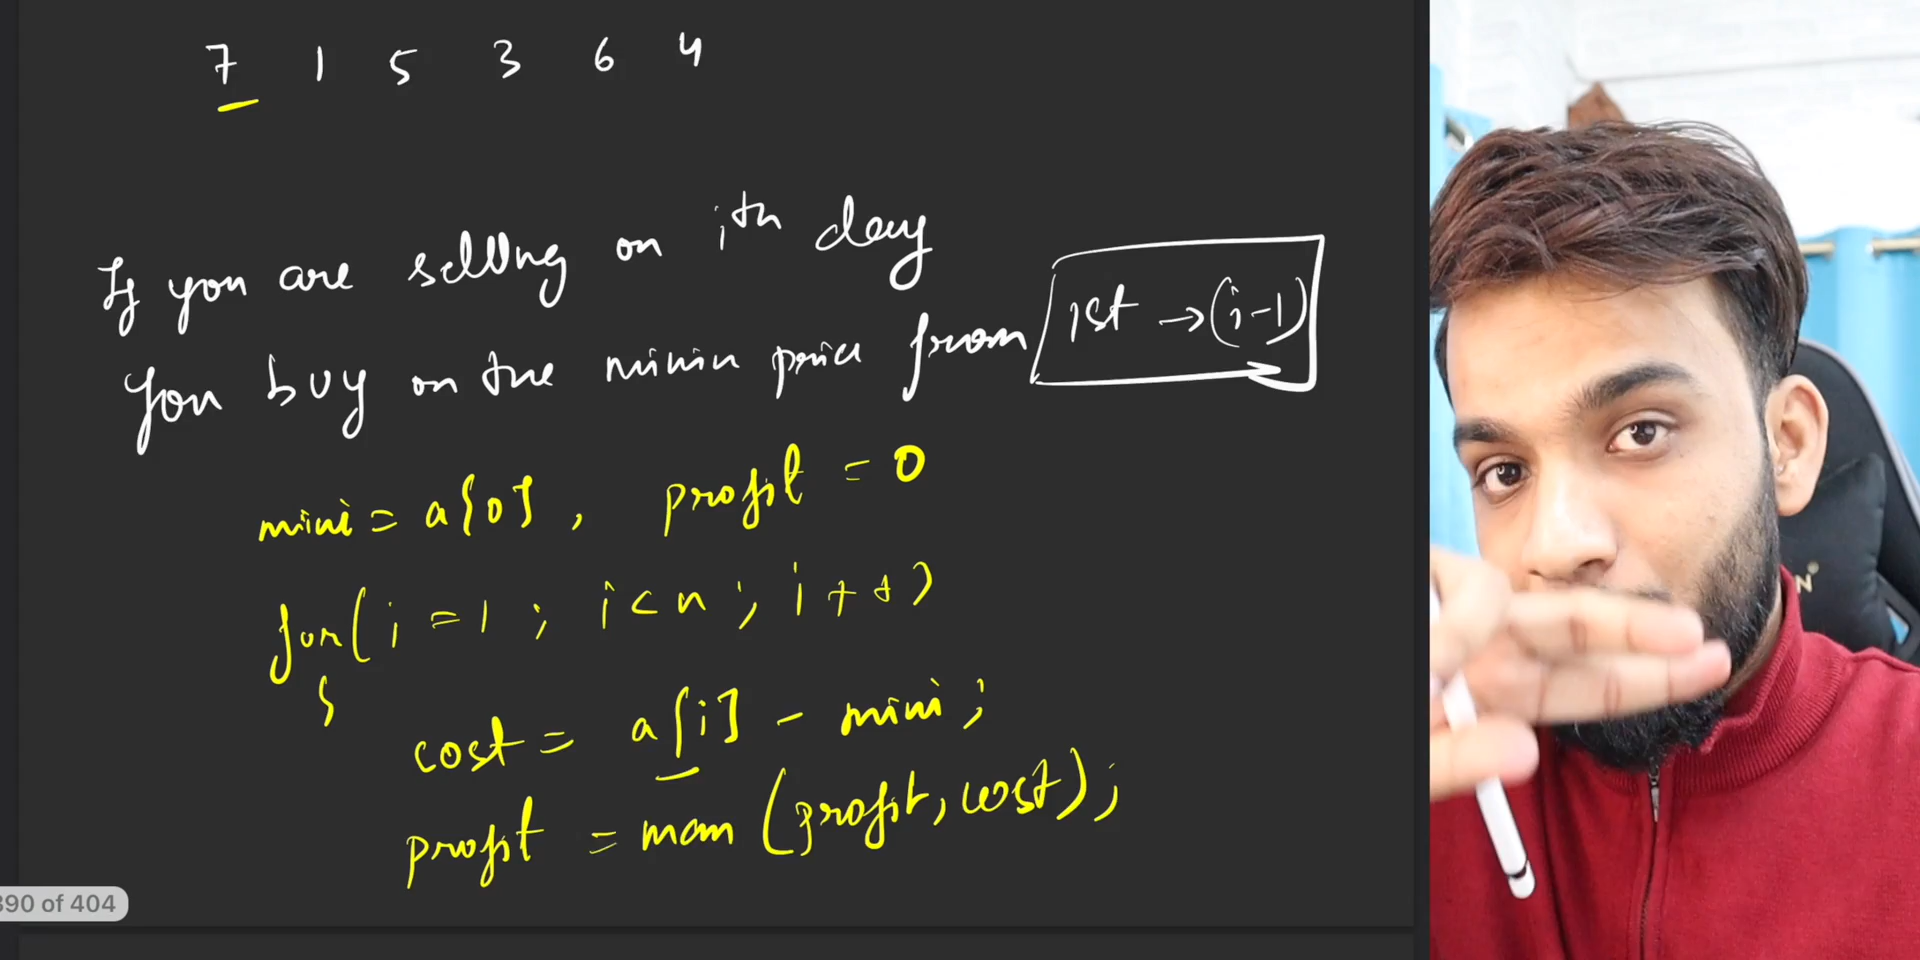 7 1 5 3 6 4
If you are selling on ith day
You buy on the minim price from 1st → (i-1)
mini = a[0], profit = 0
for(i = 1; i < n; i++)
{
cost = a[i] - mini;
profit = max (profit, cost);
390 of 404
N